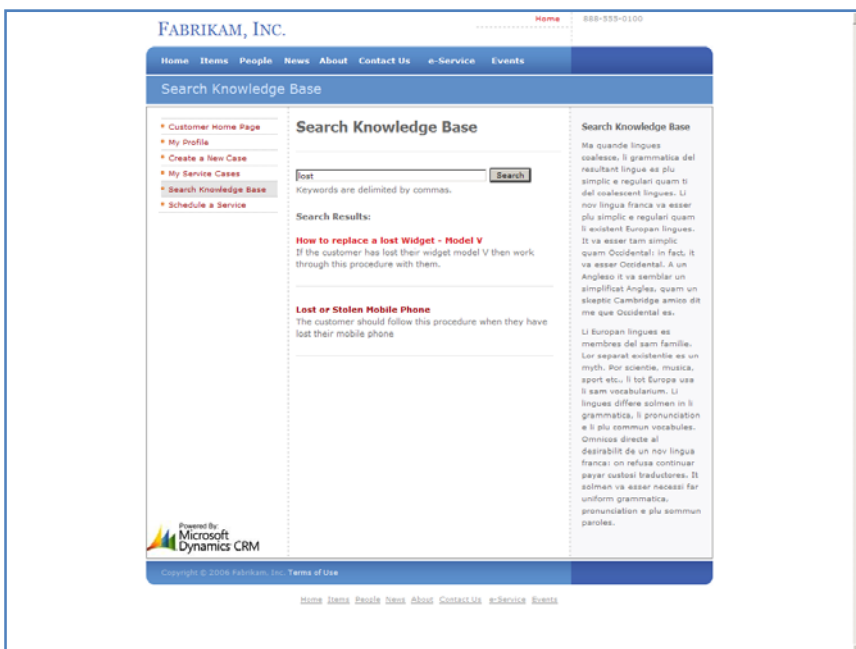 FABRIKAM, INC.
Home
888-555-0100
Home Items People News About Contact Us e-Service Events
Search Knowledge Base
Customer Home Page
My Profile
Create a New Case
My Service Cases
Search Knowledge Base
Schedule a Service
Search Knowledge Base
lost
Search
Keywords are delimited by commas.
Search Results:
How to replace a lost Widget - Model V
If the customer has lost their widget model V then work
through this procedure with them.
Lost or Stolen Mobile Phone
The customer should follow this procedure when they have
lost their mobile phone
Search Knowledge Base
Ma quande lingues
coalesce, li grammatica del
resultant lingue es plu
simplic e regulari quam ti
del coalescent lingues. Li
nov lingua franca va esser
plu simplic e regulari quam
li existent Europan lingues.
It va esser tam simplic
quam Occidental: in fact, it
va esser Occidental. A un
Angleso it va semblar un
simplificat Angles, quam un
skeptic Cambridge amico dit
me que Occidental es.
Li Europan lingues es
membres del sam familie.
Lor separat existentie es un
myth. Por scientie, musica,
sport etc., li tot Europa usa
li sam vocabularium. Li
lingues differe solmen in li
grammatica, li pronunciation
e li plu commun vocabules.
Omnicos directe al
desirabilit de un nov lingua
franca: on refusa continuar
payar custosi traductores. It
solmen va esser necessi far
uniform grammatica,
pronunciation e plu sommun
paroles.
Powered By:
Microsoft
Dynamics CRM
Copyright © 2006 Fabrikam, Inc. Terms of Use
Home Items People News About Contact Us e-Service Events